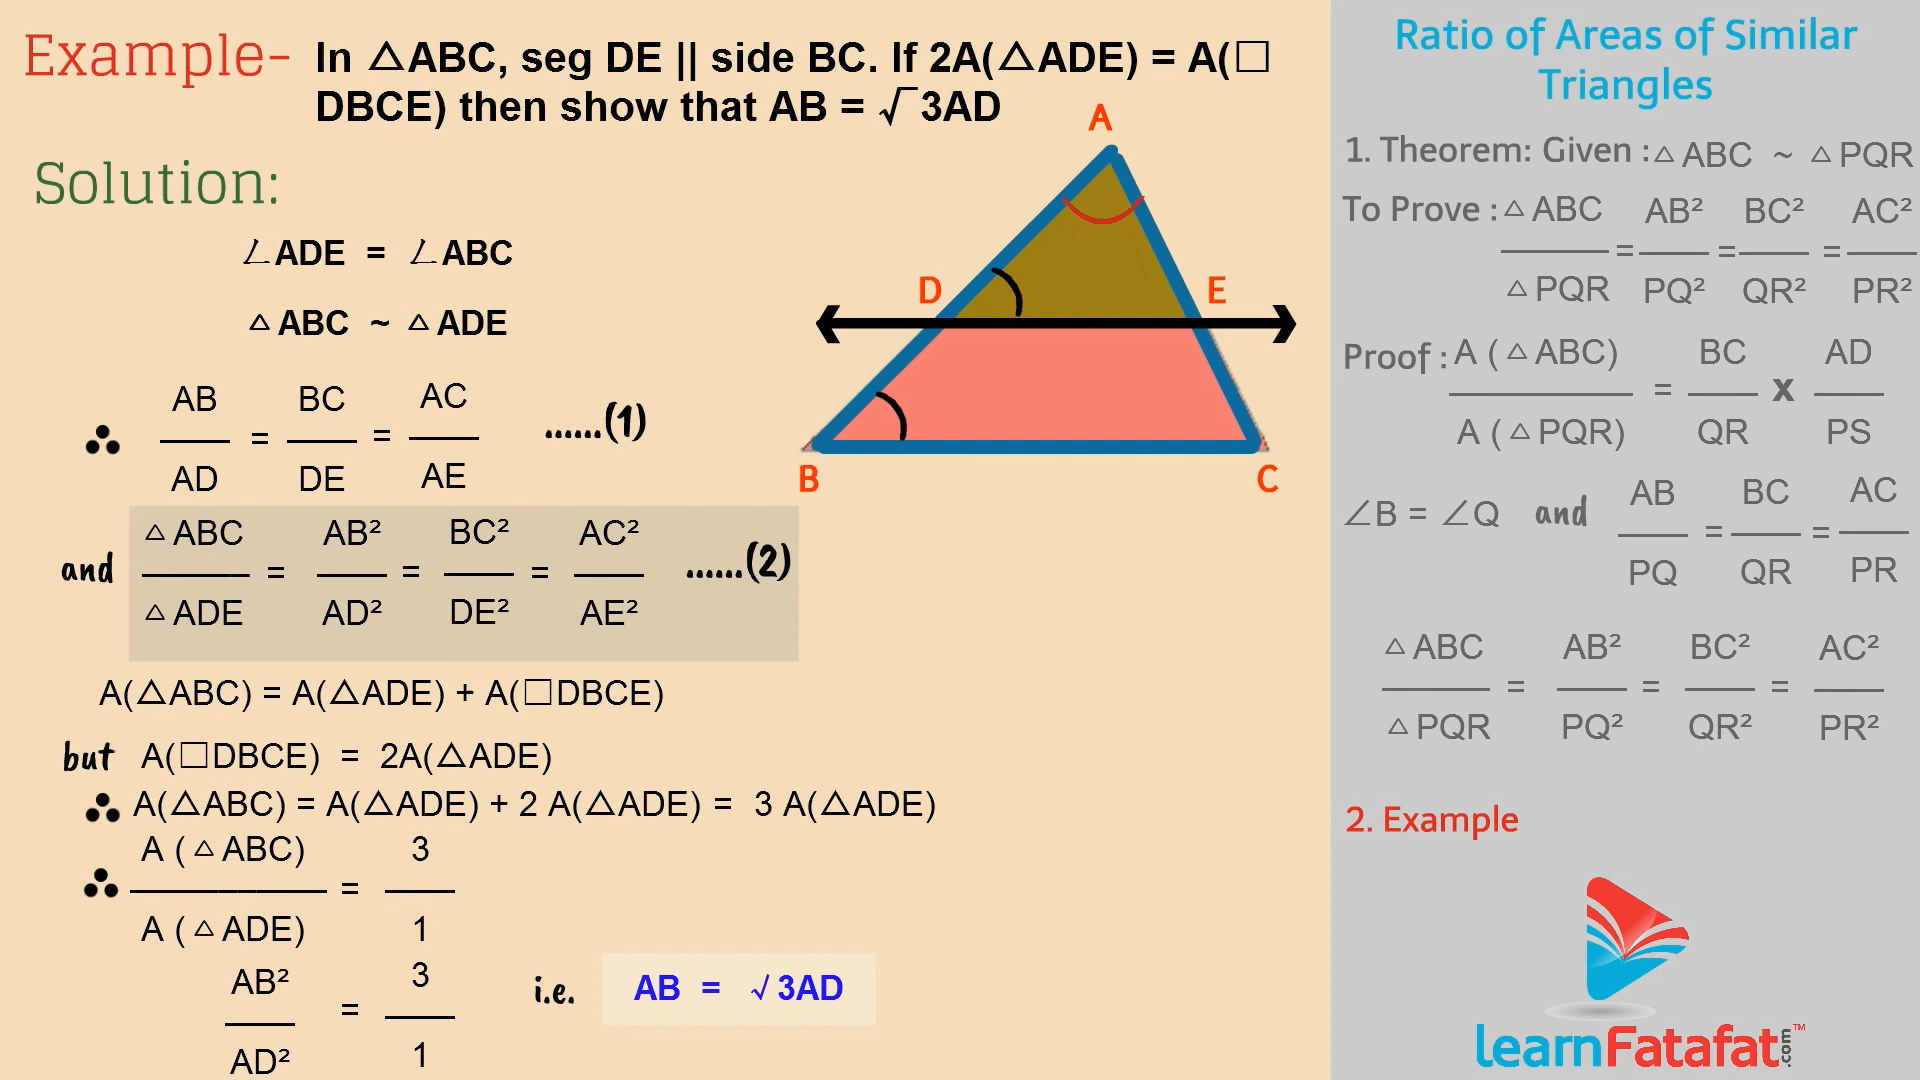 Example- In △ABC, seg DE || side BC. If 2A(△ADE) = A(□
DBCE) then show that AB = √‾3AD
Solution:
∠ADE = ∠ABC
△ ABC ~ △ ADE
∴ AB/AD = BC/DE = AC/AE ......(1)
and △ ABC/△ ADE = AB²/AD² = BC²/DE² = AC²/AE² ......(2)
A(△ABC) = A(△ADE) + A(□DBCE)
but A(□DBCE) = 2A(△ADE)
∴ A(△ABC) = A(△ADE) + 2 A(△ADE) = 3 A(△ADE)
∴ A (△ ABC)/A (△ ADE) = 3/1
AB²/AD² = 3/1 i.e. AB = √3AD
A
D
E
B
C
Ratio of Areas of Similar
Triangles
1. Theorem: Given : △ ABC ~ △ PQR
To Prove : △ ABC/△ PQR = AB²/PQ² = BC²/QR² = AC²/PR²
Proof : A (△ ABC)/A (△ PQR) = BC/QR x AD/PS
∠B = ∠Q and AB/PQ = BC/QR = AC/PR
△ ABC/△ PQR = AB²/PQ² = BC²/QR² = AC²/PR²
2. Example
learnFatafat.com™